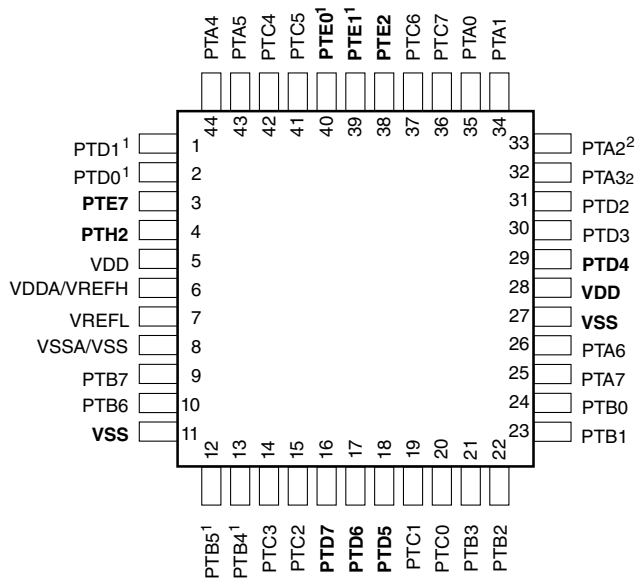 PTA4 PTA5 PTC4 PTC5 PTE0¹ PTE1¹ PTE2 PTC6 PTC7 PTA0 PTA1
44 43 42 41 40 39 38 37 36 35 34
PTD1¹ 1 33 PTA2²
PTD0¹ 2 32 PTA32
PTE7 3 31 PTD2
PTH2 4 30 PTD3
VDD 5 29 PTD4
VDDA/VREFH 6 28 VDD
VREFL 7 27 VSS
VSSA/VSS 8 26 PTA6
PTB7 9 25 PTA7
PTB6 10 24 PTB0
VSS 11 23 PTB1
12 13 14 15 16 17 18 19 20 21 22
PTB5¹ PTB4¹ PTC3 PTC2 PTD7 PTD6 PTD5 PTC1 PTC0 PTB3 PTB2